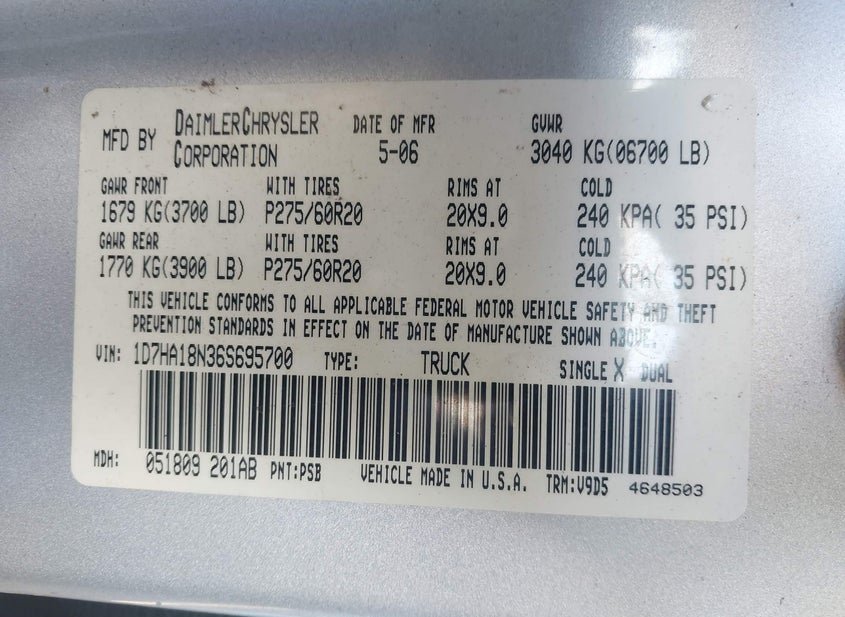 MFD BY DAIMLERCHRYSLER CORPORATION DATE OF MFR 5-06 GVWR 3040 KG(06700 LB)
GAWR FRONT WITH TIRES RIMS AT COLD
1679 KG(3700 LB) P275/60R20 20X9.0 240 KPA( 35 PSI)
GAWR REAR WITH TIRES RIMS AT COLD
1770 KG(3900 LB) P275/60R20 20X9.0 240 KPA( 35 PSI)
THIS VEHICLE CONFORMS TO ALL APPLICABLE FEDERAL MOTOR VEHICLE SAFETY AND THEFT
PREVENTION STANDARDS IN EFFECT ON THE DATE OF MANUFACTURE SHOWN ABOVE.
VIN: 1D7HA18N36S695700 TYPE: TRUCK SINGLE X DUAL
MDH: 051809 201AB PNT:PSB VEHICLE MADE IN U.S.A. TRM:V9D5 4648503